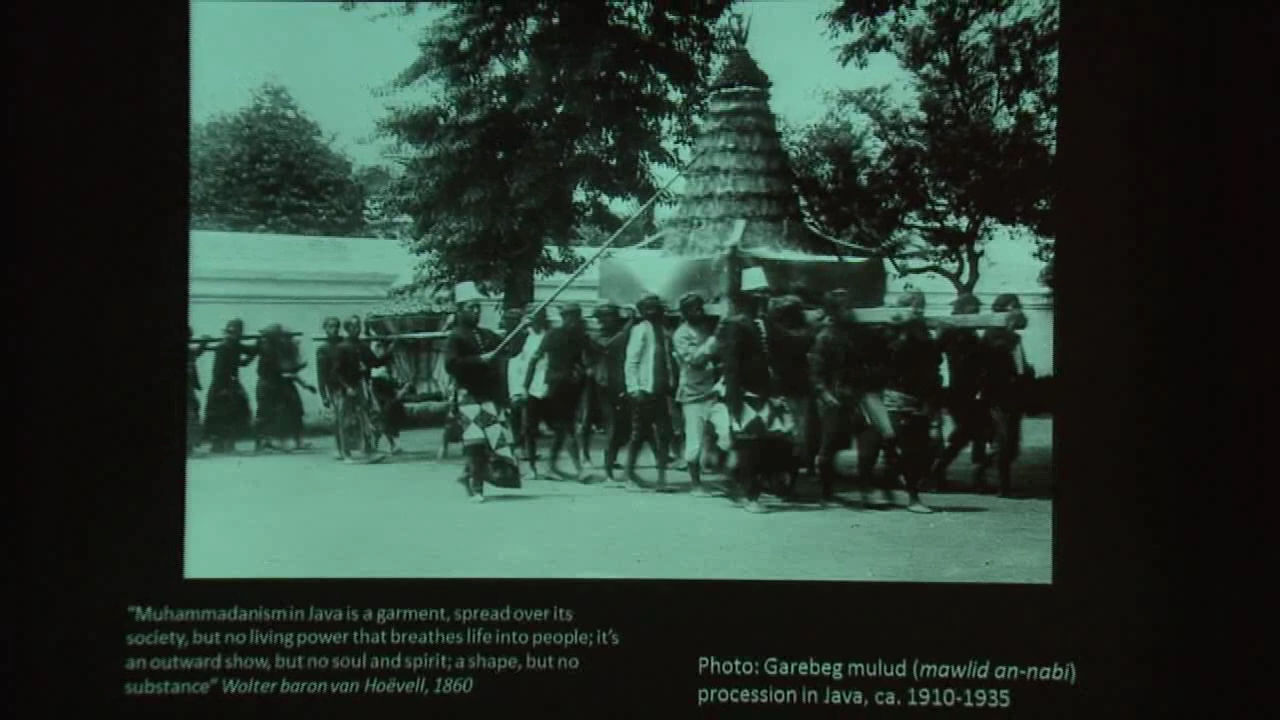 "Muhammadanism in Java is a garment, spread over its
society, but no living power that breathes life into people; it's
an outward show, but no soul and spirit; a shape, but no
substance" Wolter baron van Hoëvell, 1860
Photo: Garebeg mulud (mawlid an-nabi)
procession in Java, ca. 1910-1935